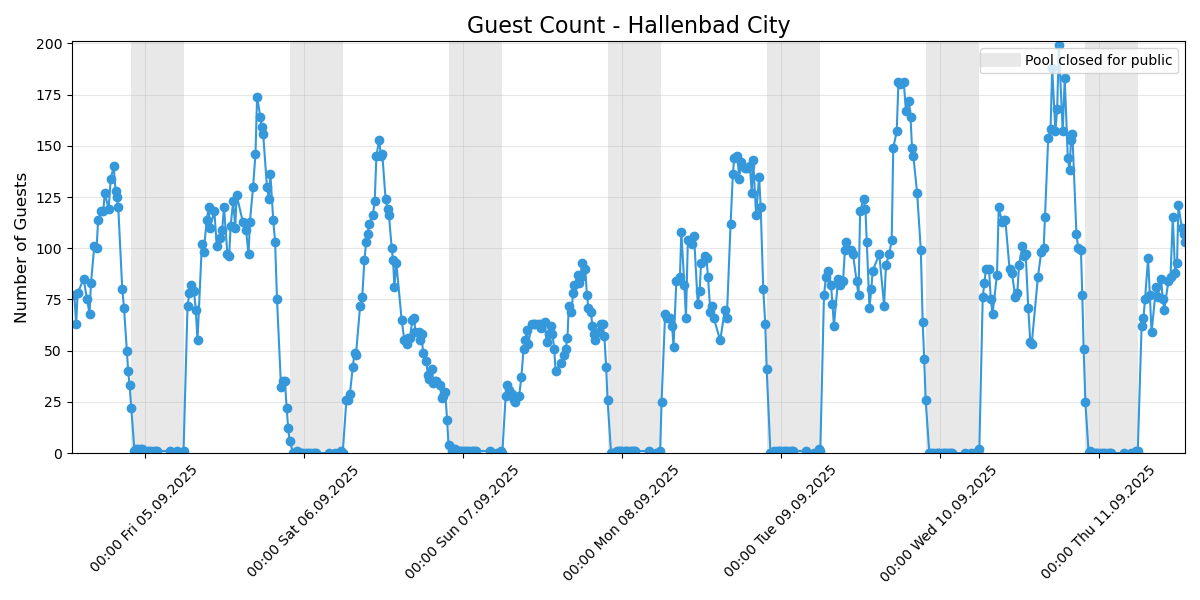 Guest Count - Hallenbad City
Number of Guests
200
175
150
125
100
75
50
25
0
Pool closed for public
00:00 Fri 05.09.2025
00:00 Sat 06.09.2025
00:00 Sun 07.09.2025
00:00 Mon 08.09.2025
00:00 Tue 09.09.2025
00:00 Wed 10.09.2025
00:00 Thu 11.09.2025